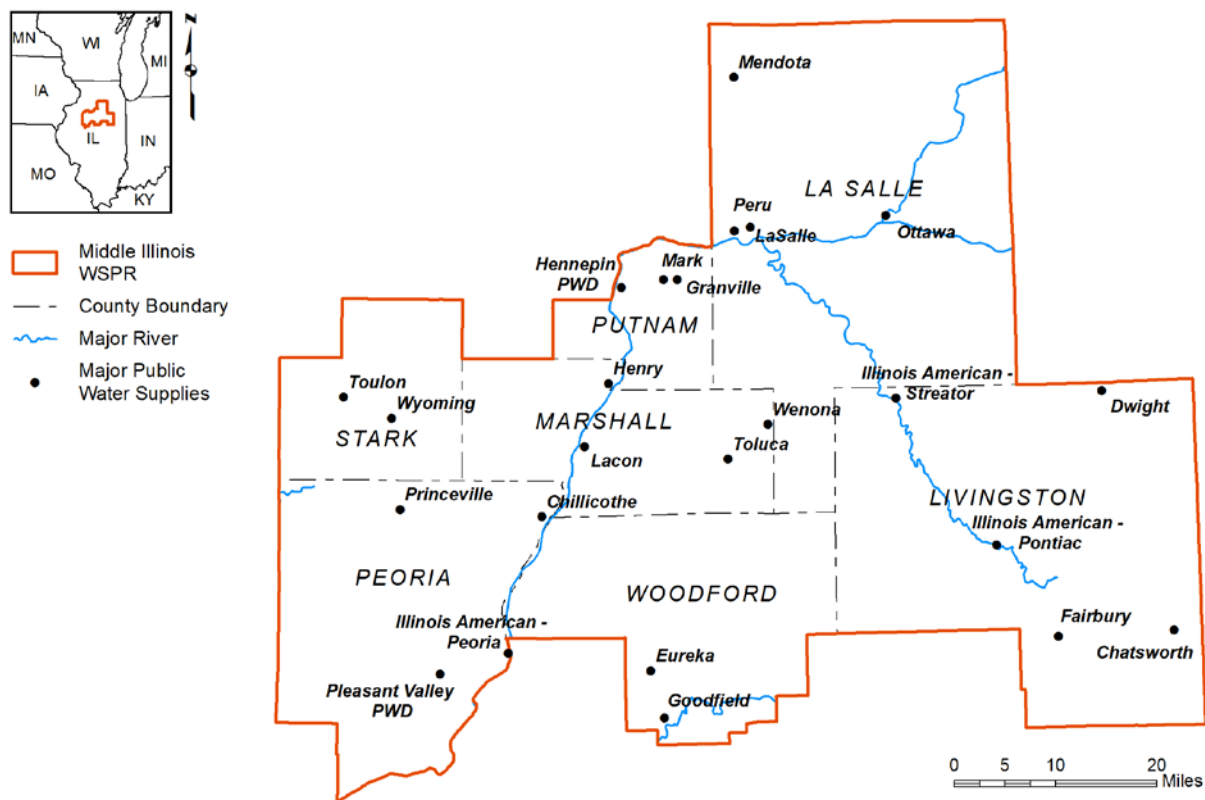 MN
WI
MI
IA
IL
IN
MO
KY
N
Middle Illinois
WSPR
County Boundary
Major River
Major Public
Water Supplies
Mendota
LA SALLE
Peru
LaSalle
Ottawa
Hennepin
PWD
Mark
Granville
PUTNAM
Henry
Illinois American -
Streator
Dwight
Toulon
Wyoming
STARK
MARSHALL
Wenona
Toluca
Lacon
Princeville
Chillicothe
LIVINGSTON
Illinois American -
Pontiac
PEORIA
WOODFORD
Illinois American -
Peoria
Fairbury
Chatsworth
Eureka
Pleasant Valley
PWD
Goodfield
0 5 10 20
Miles